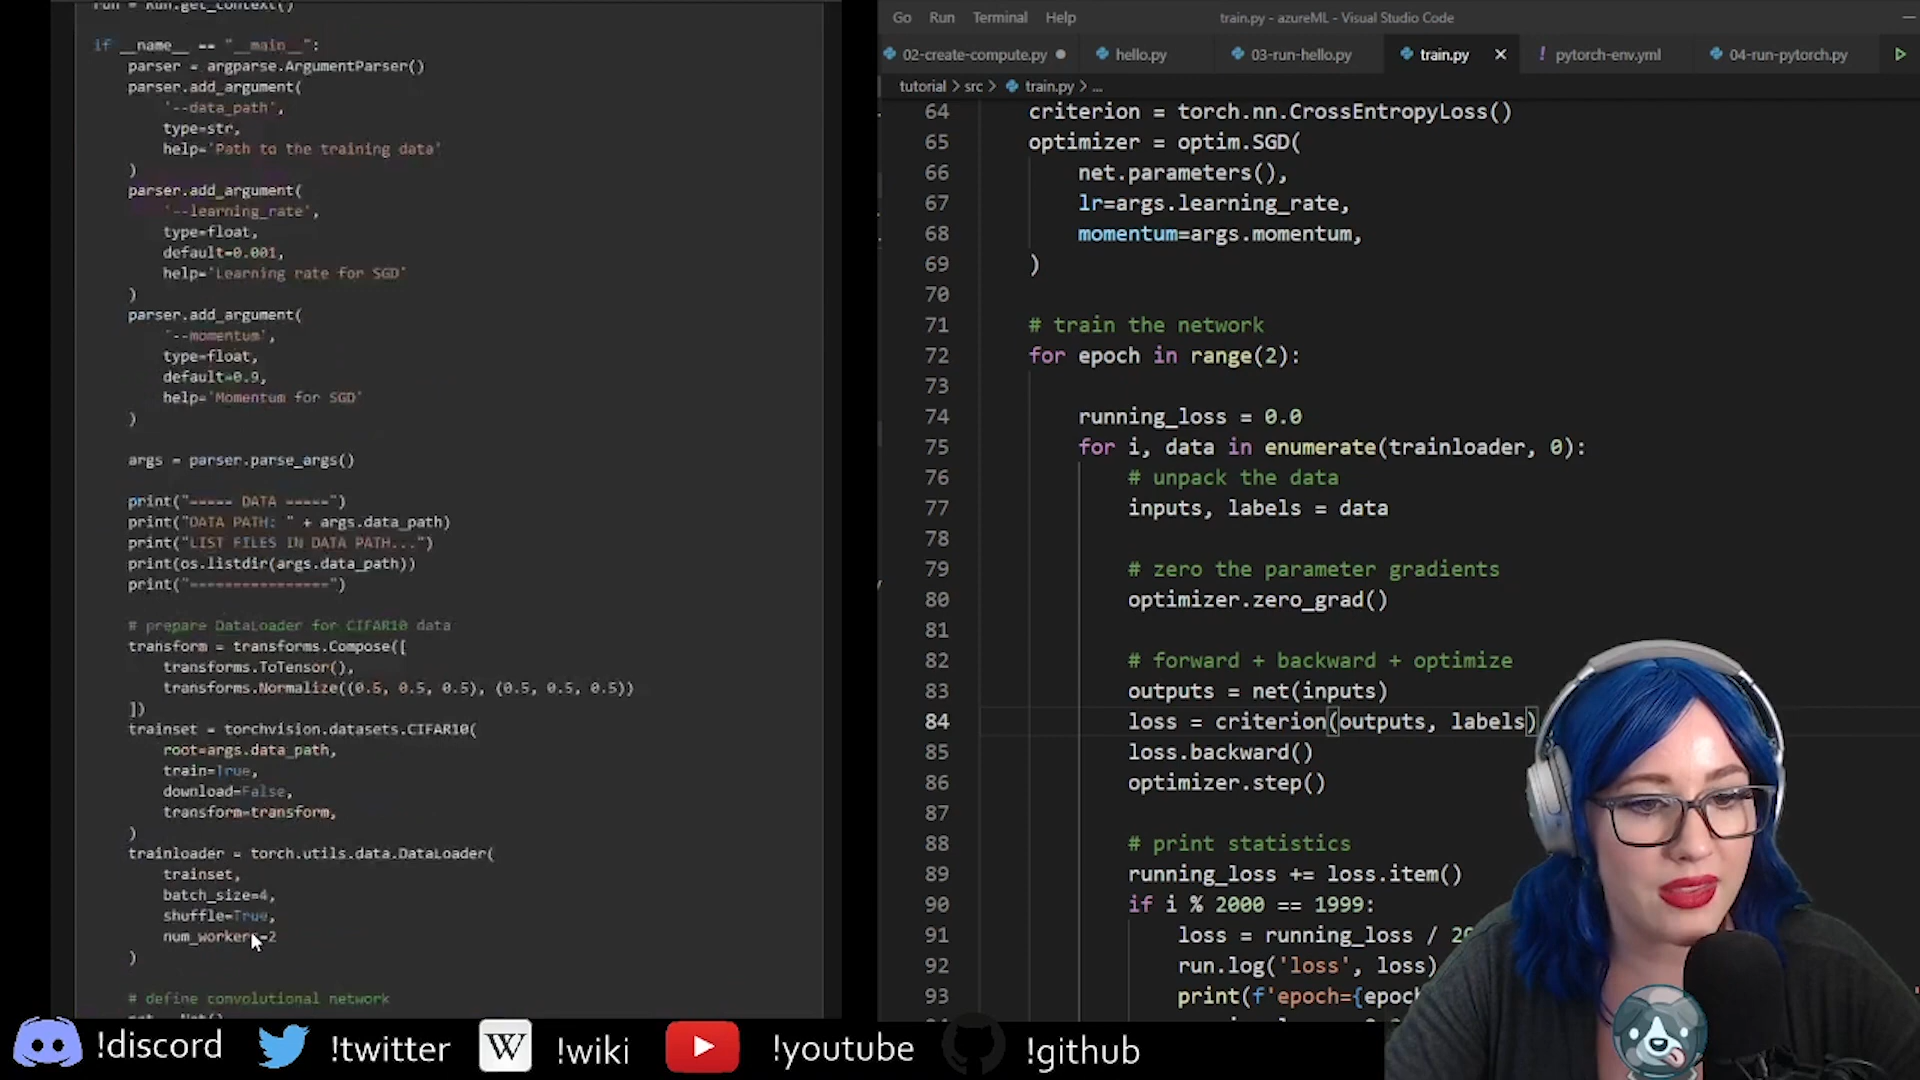 run = Run.get_context()
if __name__ == "__main__":
parser = argparse.ArgumentParser()
parser.add_argument(
'--data_path',
type=str,
help='Path to the training data'
)
parser.add_argument(
'--learning_rate',
type=float,
default=0.001,
help='Learning rate for SGD'
)
parser.add_argument(
'--momentum',
type=float,
default=0.9,
help='Momentum for SGD'
)
args = parser.parse_args()
print("===== DATA =====")
print("DATA PATH: " + args.data_path)
print("LIST FILES IN DATA PATH...")
print(os.listdir(args.data_path))
print("================")
# prepare DataLoader for CIFAR10 data
transform = transforms.Compose([
transforms.ToTensor(),
transforms.Normalize((0.5, 0.5, 0.5), (0.5, 0.5, 0.5))
])
trainset = torchvision.datasets.CIFAR10(
root=args.data_path,
train=True,
download=False,
transform=transform,
)
trainloader = torch.utils.data.DataLoader(
trainset,
batch_size=4,
shuffle=True,
num_workers=2
)
# define convolutional network
Go Run Terminal Help train.py - azureML - Visual Studio Code
02-create-compute.py hello.py 03-run-hello.py train.py pytorch-env.yml 04-run-pytorch.py
tutorial > src > train.py > ...
64 criterion = torch.nn.CrossEntropyLoss()
65 optimizer = optim.SGD(
66 net.parameters(),
67 lr=args.learning_rate,
68 momentum=args.momentum,
69 )
70
71 # train the network
72 for epoch in range(2):
73
74 running_loss = 0.0
75 for i, data in enumerate(trainloader, 0):
76 # unpack the data
77 inputs, labels = data
78
79 # zero the parameter gradients
80 optimizer.zero_grad()
81
82 # forward + backward + optimize
83 outputs = net(inputs)
84 loss = criterion(outputs, labels)
85 loss.backward()
86 optimizer.step()
87
88 # print statistics
89 running_loss += loss.item()
90 if i % 2000 == 1999:
91 loss = running_loss / 20
92 run.log('loss', loss)
93 print(f'epoch={epoch
!discord !twitter W !wiki !youtube !github